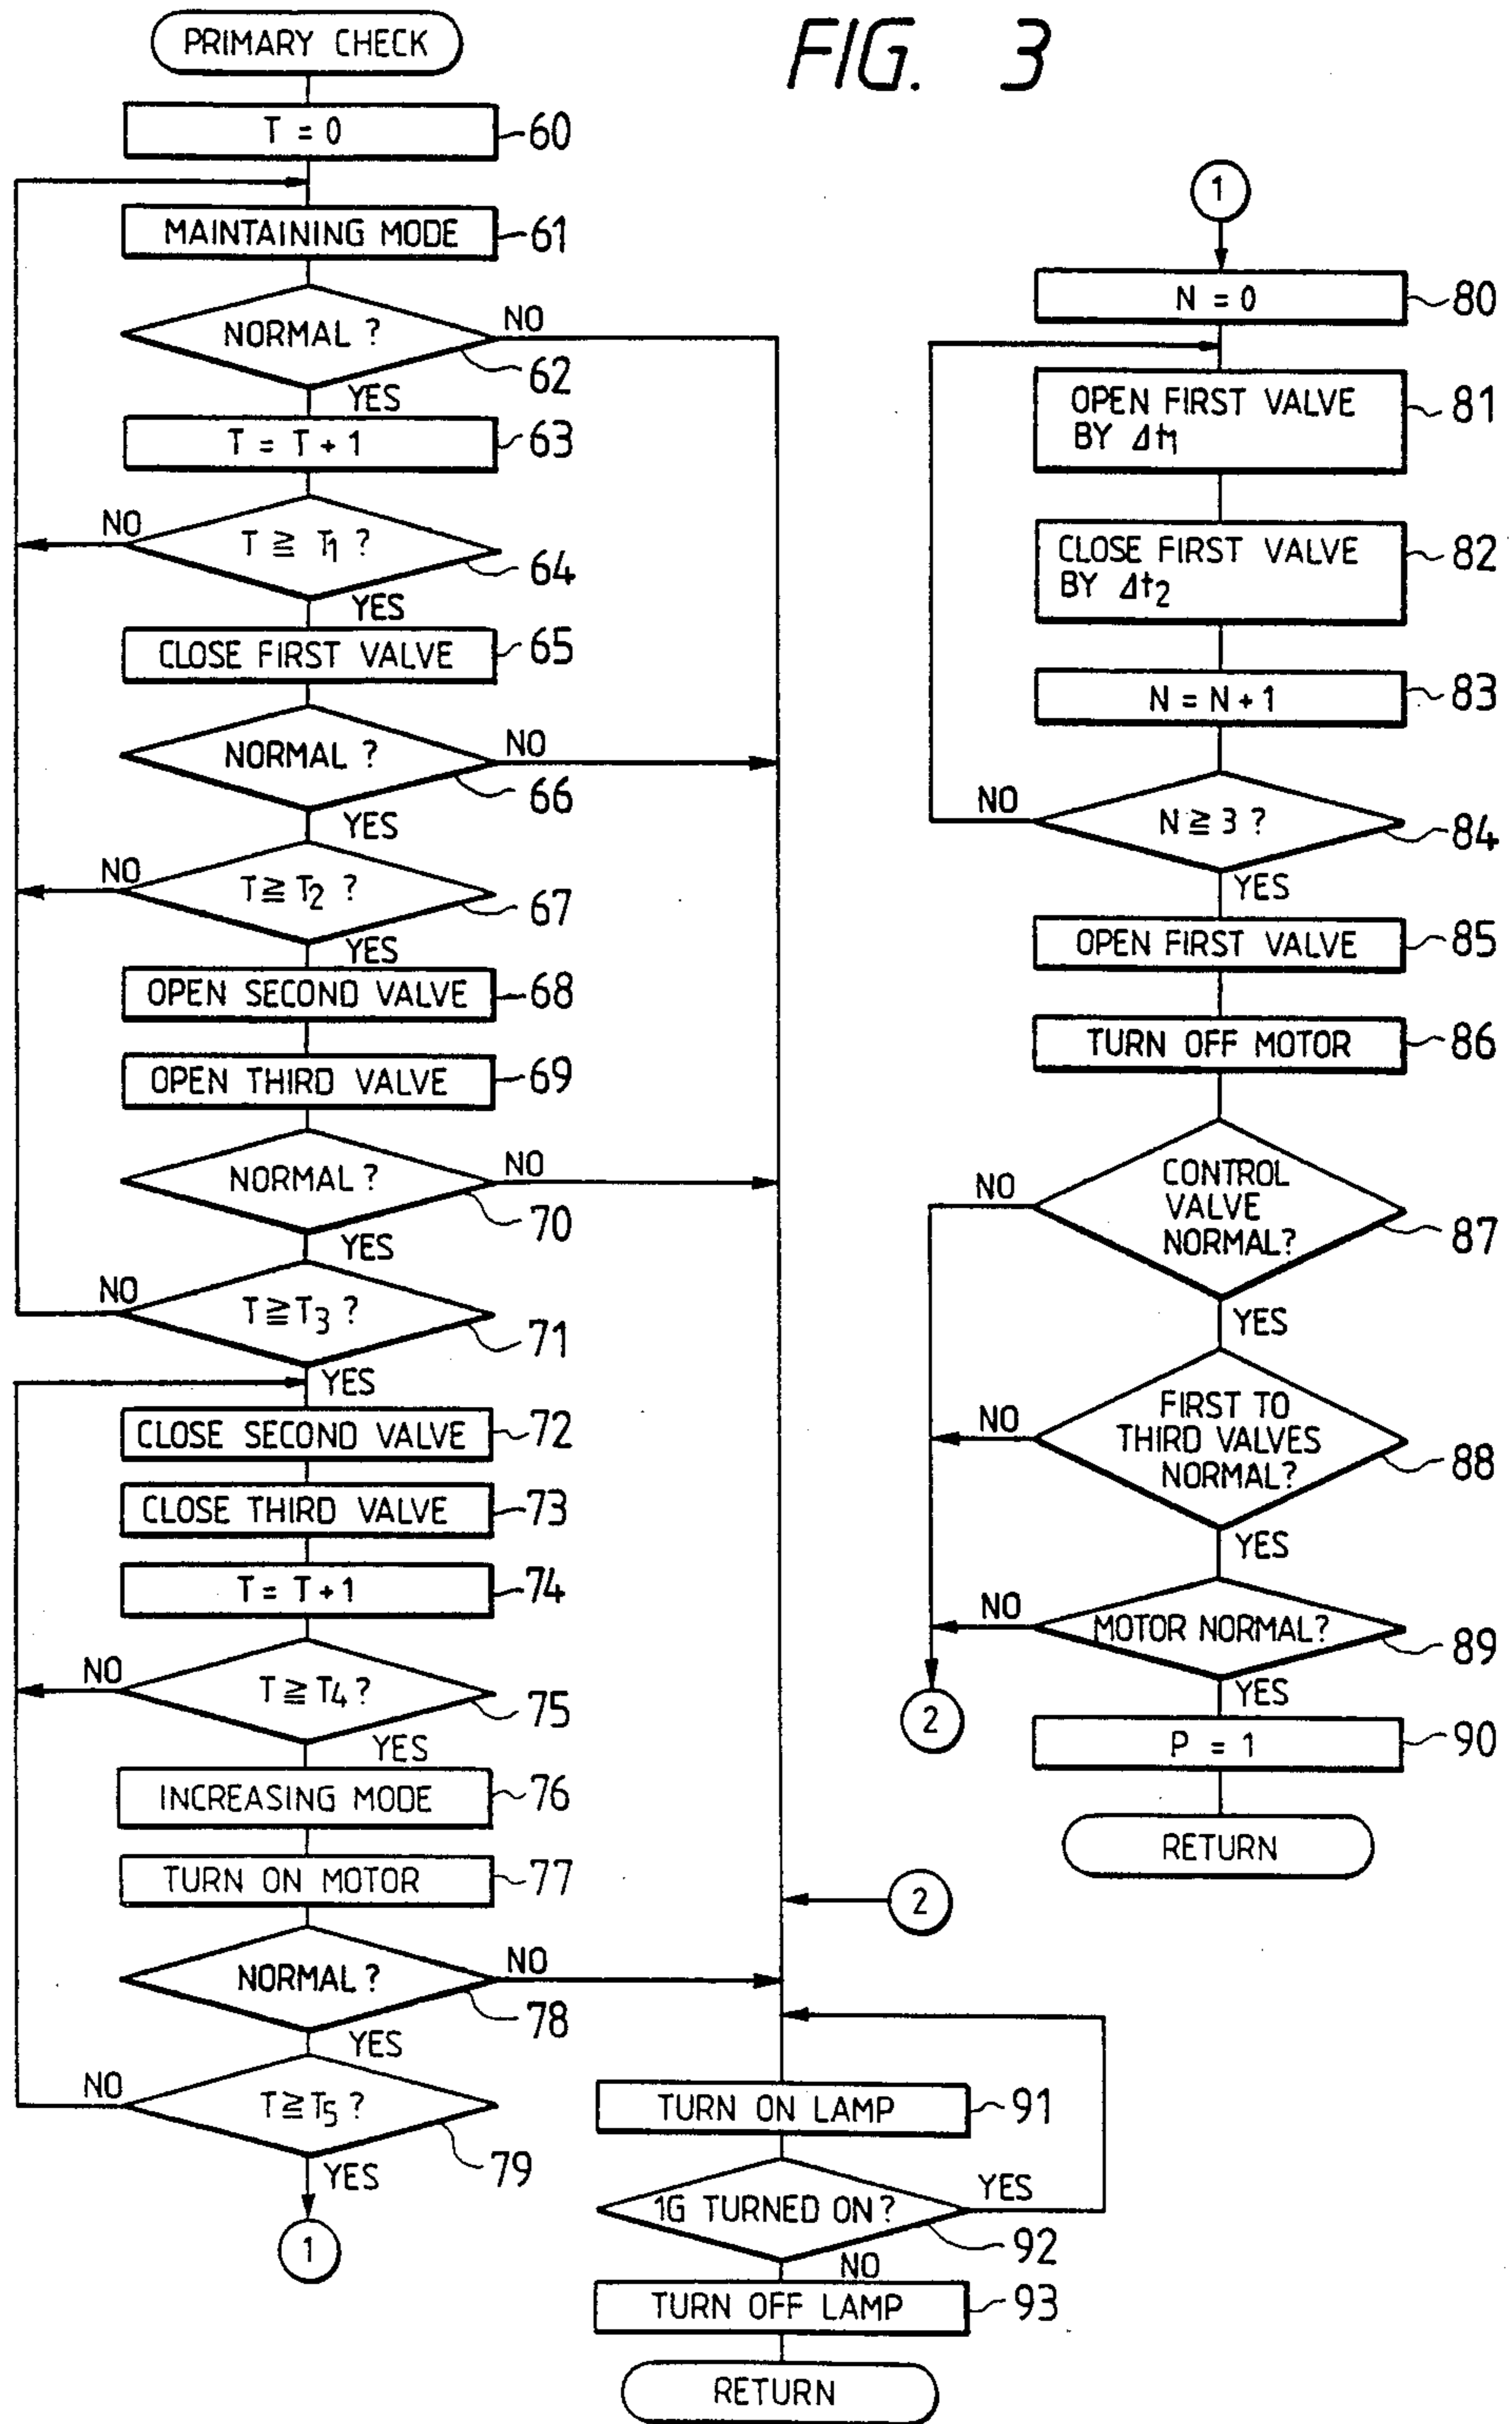 FIG. 3
PRIMARY CHECK
T = 0
60
MAINTAINING MODE
61
NORMAL ?
NO
62
YES
T = T + 1
63
NO
T ≧ T1 ?
64
YES
CLOSE FIRST VALVE
65
NORMAL ?
NO
66
YES
NO
T ≧ T2 ?
67
YES
OPEN SECOND VALVE
68
OPEN THIRD VALVE
69
NORMAL ?
NO
70
YES
NO
T ≧ T3 ?
71
YES
CLOSE SECOND VALVE
72
CLOSE THIRD VALVE
73
T = T + 1
74
NO
T ≧ T4 ?
75
YES
INCREASING MODE
76
TURN ON MOTOR
77
NORMAL ?
NO
78
YES
NO
T ≧ T5 ?
79
YES
1
1
N = 0
80
OPEN FIRST VALVE
BY Δt1
81
CLOSE FIRST VALVE
BY Δt2
82
N = N + 1
83
NO
N ≧ 3 ?
84
YES
OPEN FIRST VALVE
85
TURN OFF MOTOR
86
NO
CONTROL
VALVE
NORMAL?
87
YES
NO
FIRST TO
THIRD VALVES
NORMAL?
88
YES
NO
MOTOR NORMAL?
89
YES
2
P = 1
90
RETURN
2
TURN ON LAMP
91
1G TURNED ON ?
YES
92
NO
TURN OFF LAMP
93
RETURN